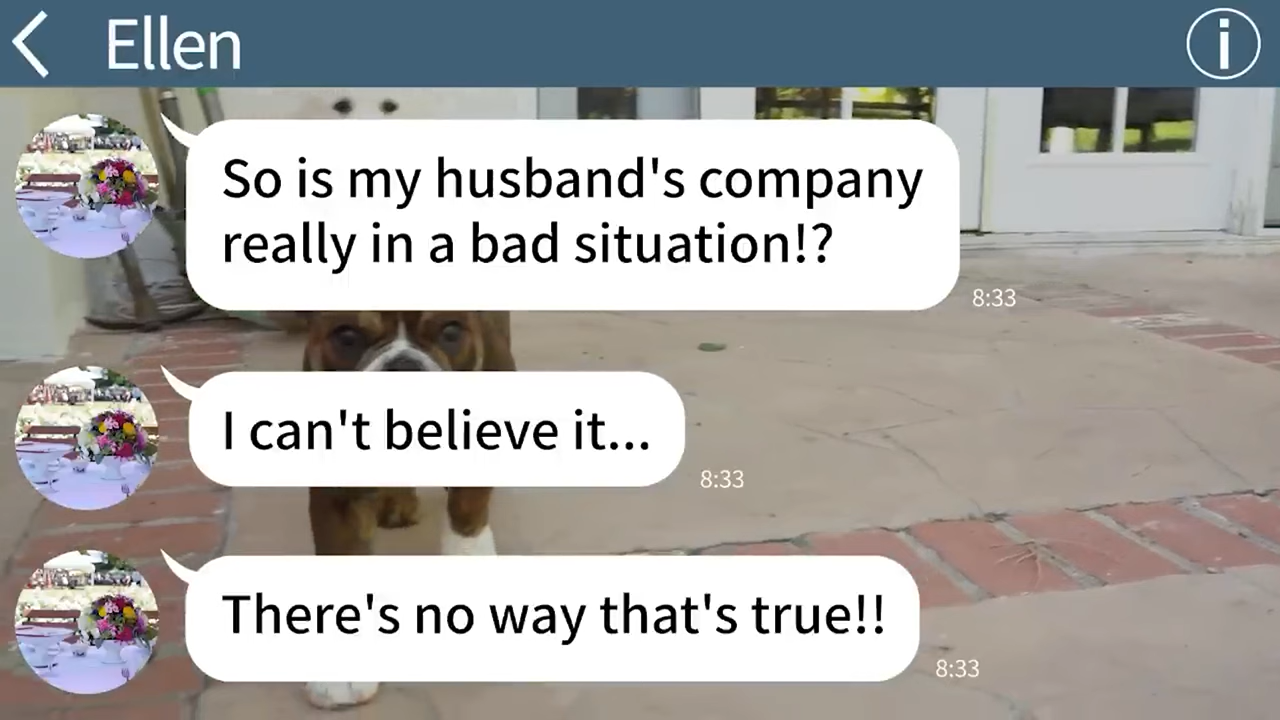 Ellen
So is my husband's company
really in a bad situation!?
8:33
I can't believe it...
8:33
There's no way that's true!!
8:33